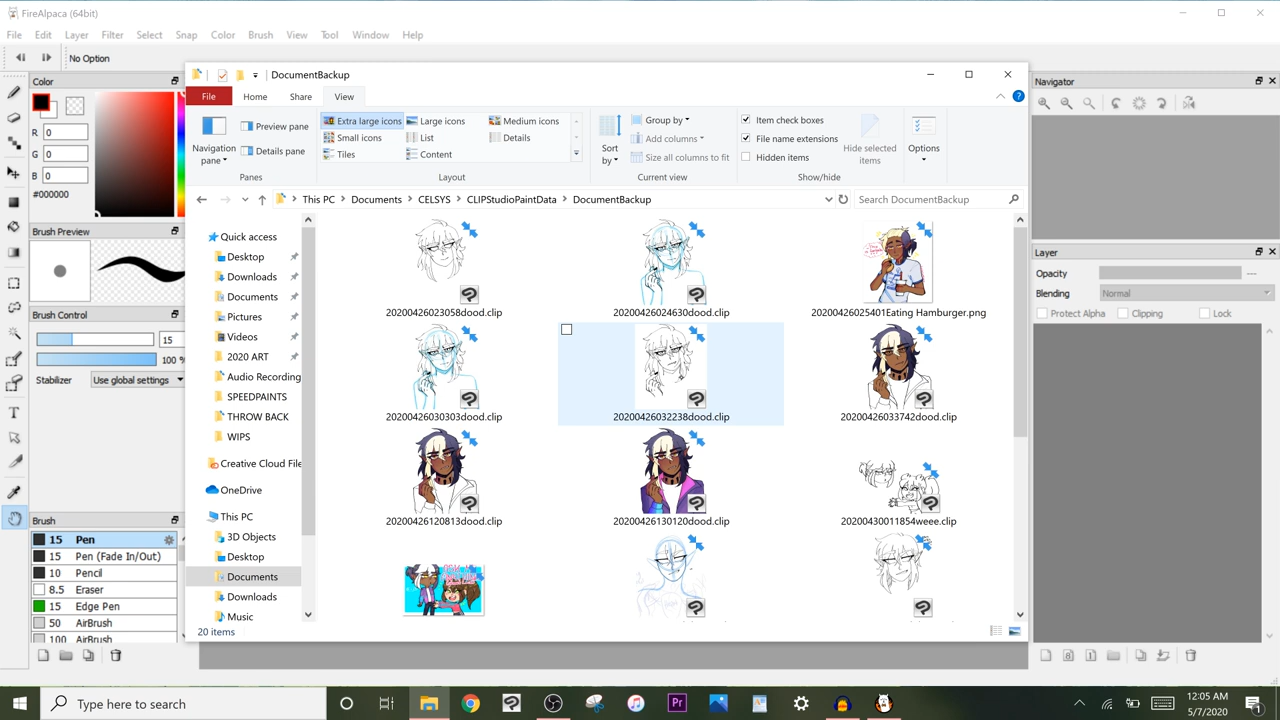 FireAlpaca (64bit)
File Edit Layer Filter Select Snap Color Brush View Tool Window Help
No Option
Color
R 0
G 0
B 0
#000000
Brush Preview
Brush Control
15
100 %
Stabilizer Use global settings
Brush
15 Pen
15 Pen (Fade In/Out)
10 Pencil
8.5 Eraser
15 Edge Pen
50 AirBrush
100 AirBrush
DocumentBackup
File Home Share View
Navigation pane
Preview pane
Details pane
Panes
Extra large icons Large icons Medium icons
Small icons List Details
Tiles Content
Layout
Sort by
Group by
Add columns
Size all columns to fit
Current view
Item check boxes
File name extensions
Hidden items
Hide selected items
Show/hide
Options
This PC Documents CELSYS CLIPStudioPaintData DocumentBackup
Search DocumentBackup
Quick access
Desktop
Downloads
Documents
Pictures
Videos
2020 ART
Audio Recording
SPEEDPAINTS
THROW BACK
WIPS
Creative Cloud File
OneDrive
This PC
3D Objects
Desktop
Documents
Downloads
Music
20200426023058dood.clip 20200426024630dood.clip 20200426025401Eating Hamburger.png
20200426030303dood.clip 20200426032238dood.clip 20200426033742dood.clip
20200426120813dood.clip 20200426130120dood.clip 20200430011854weee.clip
20 items
Navigator
Layer
Opacity
Blending Normal
Protect Alpha Clipping Lock
Type here to search
Pr
12:05 AM
5/7/2020
1